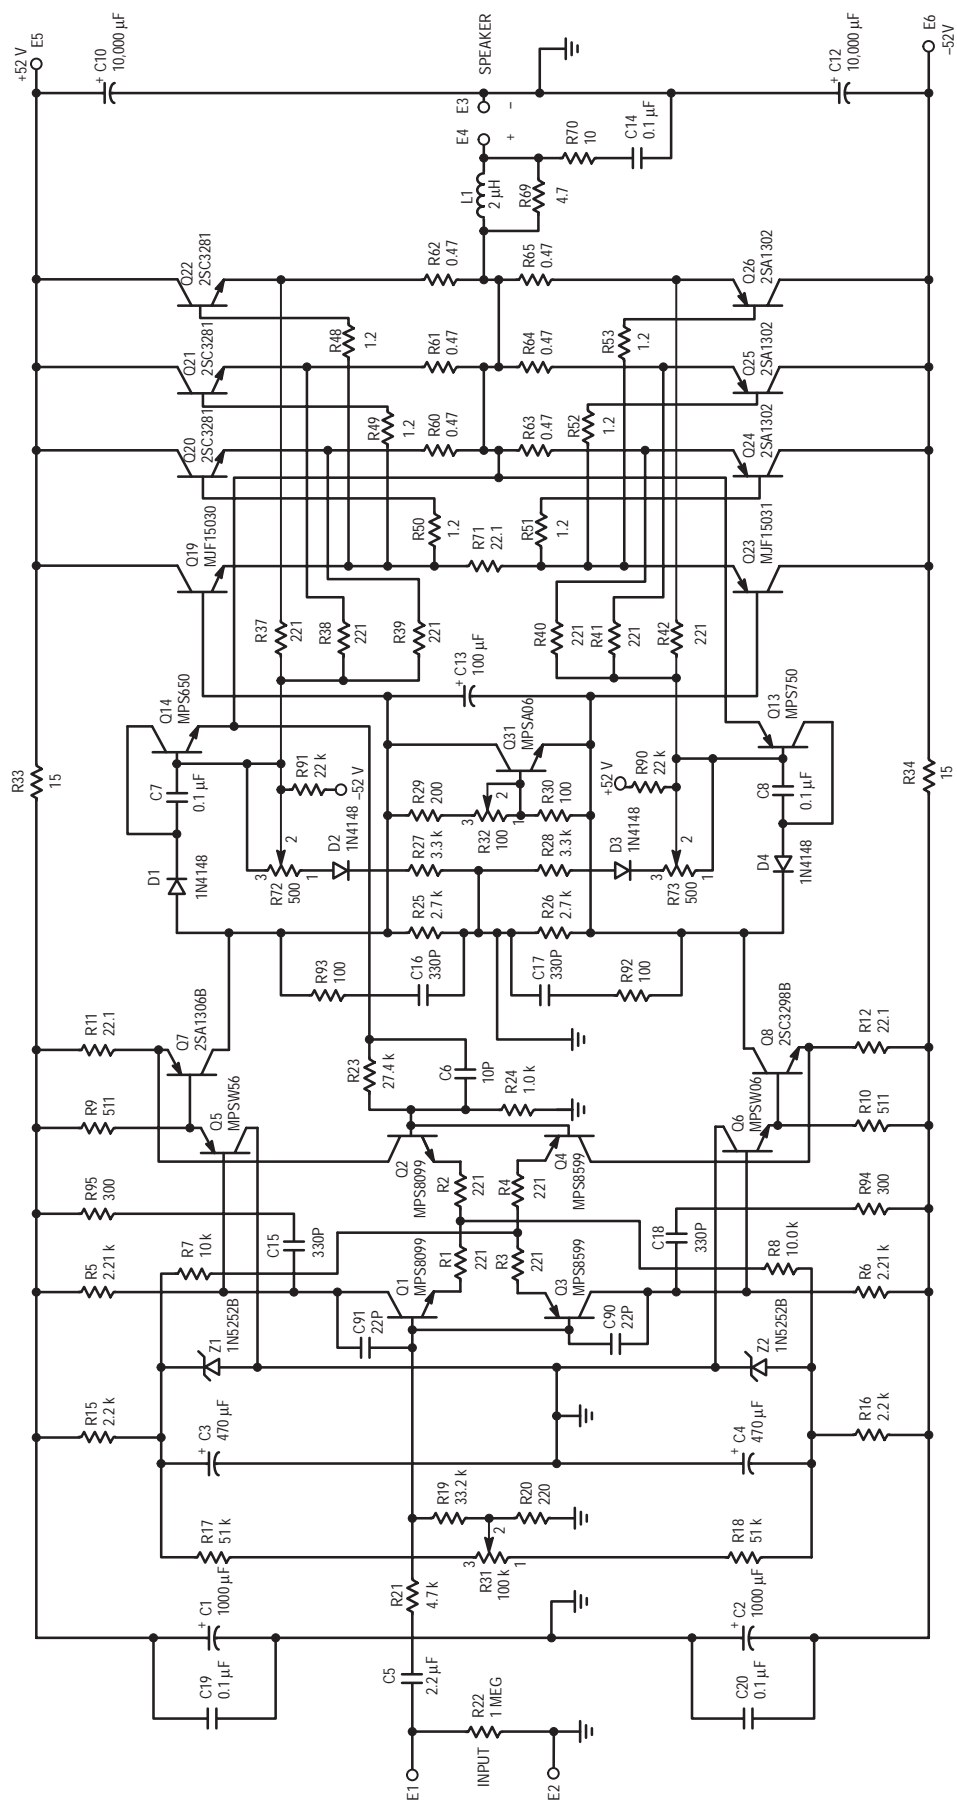 R33
15
+52 V
E5
R15
2.2 k
R5
2.21 k
R95
300
R9
511
R11
22.1
C10
+
10,000 µF
C19
0.1 µF
C1
+
1000 µF
R17
51 k
C3
+
470 µF
Z1
1N5252B
R7
10 k
Q5
MPSW56
Q7
2SA1306B
D1
1N4148
C7
0.1 µF
Q14
MPS650
Q19
MJF15030
Q20
2SC3281
Q21
2SC3281
Q22
2SC3281
C15
330P
R93
100
R72
500
3
2
1
R91
22 k
–52 V
R37
221
R38
221
R39
221
D2
1N4148
R48
1.2
R49
1.2
R50
1.2
C91
22P
Q1
MPS8099
Q2
MPS8099
R23
27.4 k
C6
10P
R24
1.0 k
C16
330P
R25
2.7 k
R27
3.3 k
R29
200
E1
C5
2.2 µF
R21
4.7 k
R19
33.2 k
R1
221
R2
221
R60
0.47
R61
0.47
R62
0.47
INPUT
R22
1 MEG
R31
100 k
3
2
1
R32
100
3
2
1
Q31
MPSA06
C13
+
100 µF
R71
22.1
L1
2 µH
E4
+
E3
–
SPEAKER
R20
220
R3
221
R4
221
R69
4.7
R70
10
C14
0.1 µF
E2
Q3
MPS8599
Q4
MPS8599
C90
22P
C17
330P
R26
2.7 k
R28
3.3 k
R30
100
R51
1.2
R52
1.2
R53
1.2
R63
0.47
R64
0.47
R65
0.47
D3
1N4148
+52 V
R90
22 k
R40
221
R41
221
R42
221
R92
100
R73
500
3
2
1
C18
330P
C20
0.1 µF
C2
+
1000 µF
R18
51 k
C4
+
470 µF
Z2
1N5252B
R8
10.0 k
Q6
MPSW06
Q8
2SC3298B
D4
1N4148
C8
0.1 µF
Q13
MPS750
Q23
MJF15031
Q24
2SA1302
Q25
2SA1302
Q26
2SA1302
C12
+
10,000 µF
R16
2.2 k
R6
2.21 k
R94
300
R10
511
R12
22.1
R34
15
E6
–52V